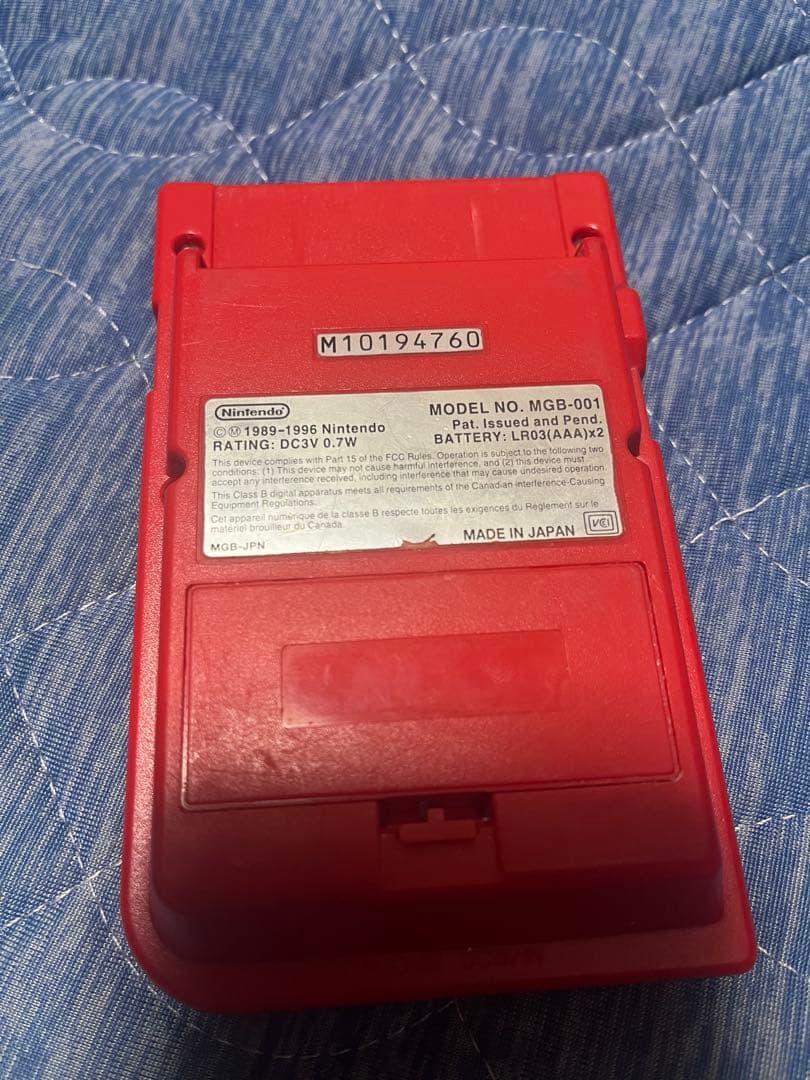 M10194760
Nintendo
MODEL NO. MGB-001
©Ⓜ 1989-1996 Nintendo
Pat. Issued and Pend.
RATING: DC3V 0.7W
BATTERY: LR03(AAA)x2
This device complies with Part 15 of the FCC Rules. Operation is subject to the following two
conditions: (1) This device may not cause harmful interference, and (2) this device must
accept any interference received, including interference that may cause undesired operation.
This Class B digital apparatus meets all requirements of the Canadian Interference-Causing
Equipment Regulations.
Cet appareil numérique de la classe B respecte toutes les exigences du Reglement sur le
matériel brouilleur du Canada.
MGB-JPN
MADE IN JAPAN
VCI